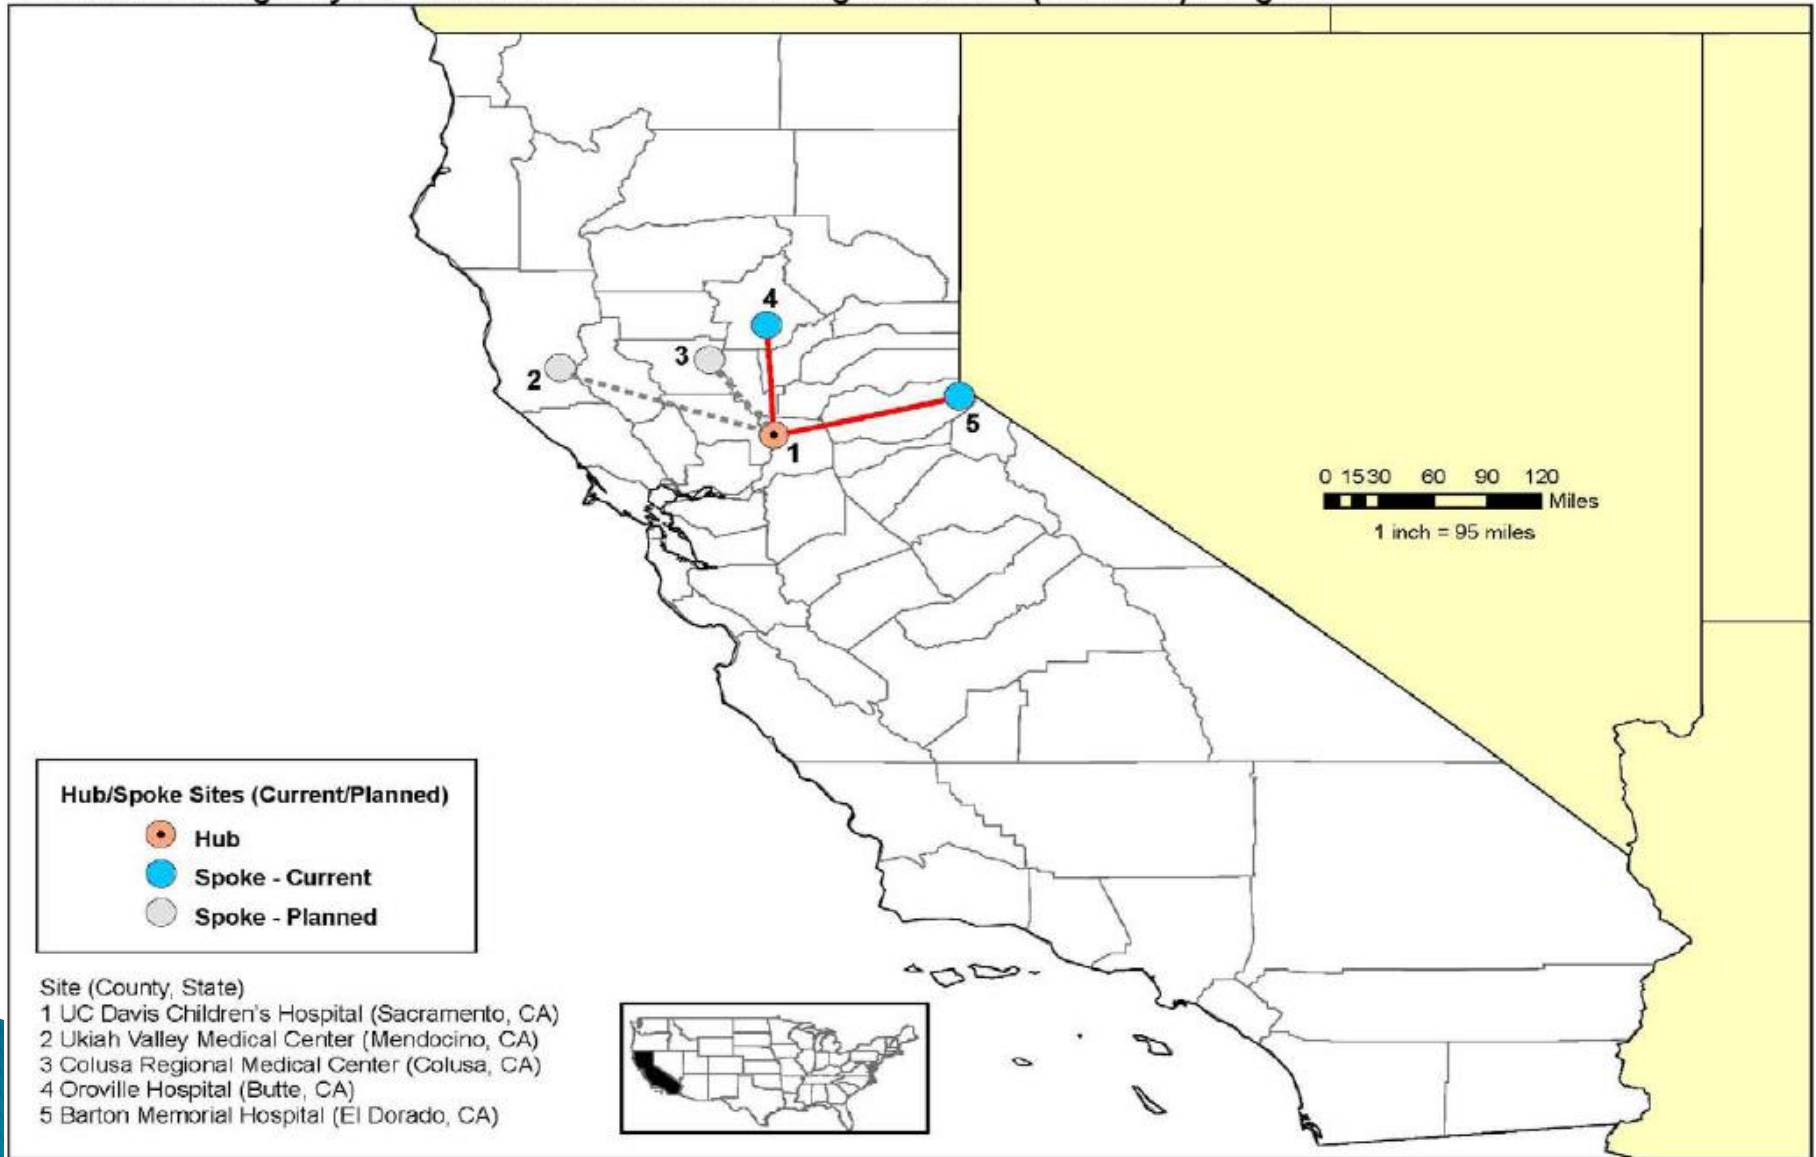 4
3
2
5
1
0 15 30 60 90 120
Miles
1 inch = 95 miles
Hub/Spoke Sites (Current/Planned)
Hub
Spoke - Current
Spoke - Planned
Site (County, State)
1 UC Davis Children's Hospital (Sacramento, CA)
2 Ukiah Valley Medical Center (Mendocino, CA)
3 Colusa Regional Medical Center (Colusa, CA)
4 Oroville Hospital (Butte, CA)
5 Barton Memorial Hospital (El Dorado, CA)